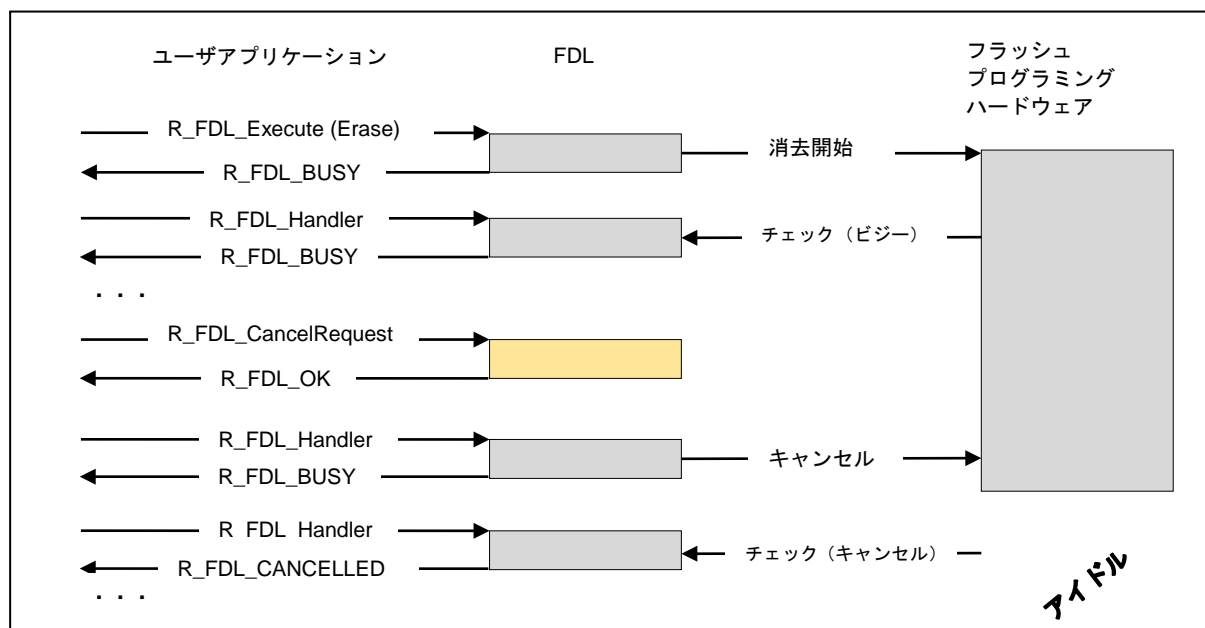 ユーザアプリケーション
FDL
フラッシュ
プログラミング
ハードウェア
R_FDL_Execute (Erase)
消去開始
R_FDL_BUSY
R_FDL_Handler
チェック（ビジー）
R_FDL_BUSY
・・・
R_FDL_CancelRequest
R_FDL_OK
R_FDL_Handler
キャンセル
R_FDL_BUSY
R_FDL_Handler
チェック（キャンセル）
R_FDL_CANCELLED
・・・
アイドル